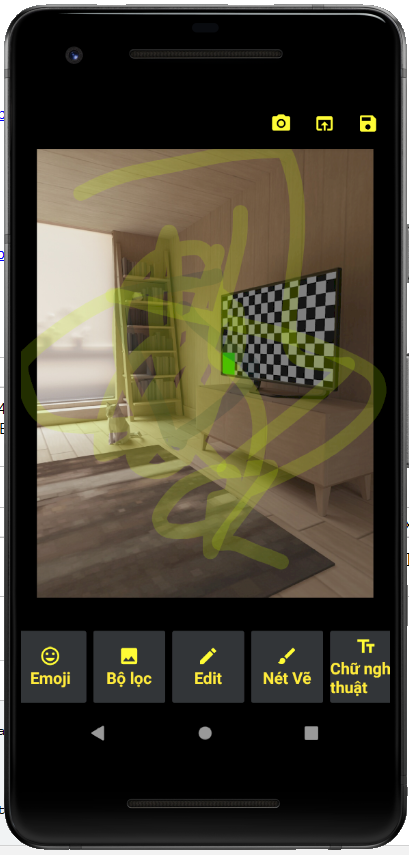 Emoji
Bộ lọc
Edit
Nét Vẽ
Chữ ngh
thuật